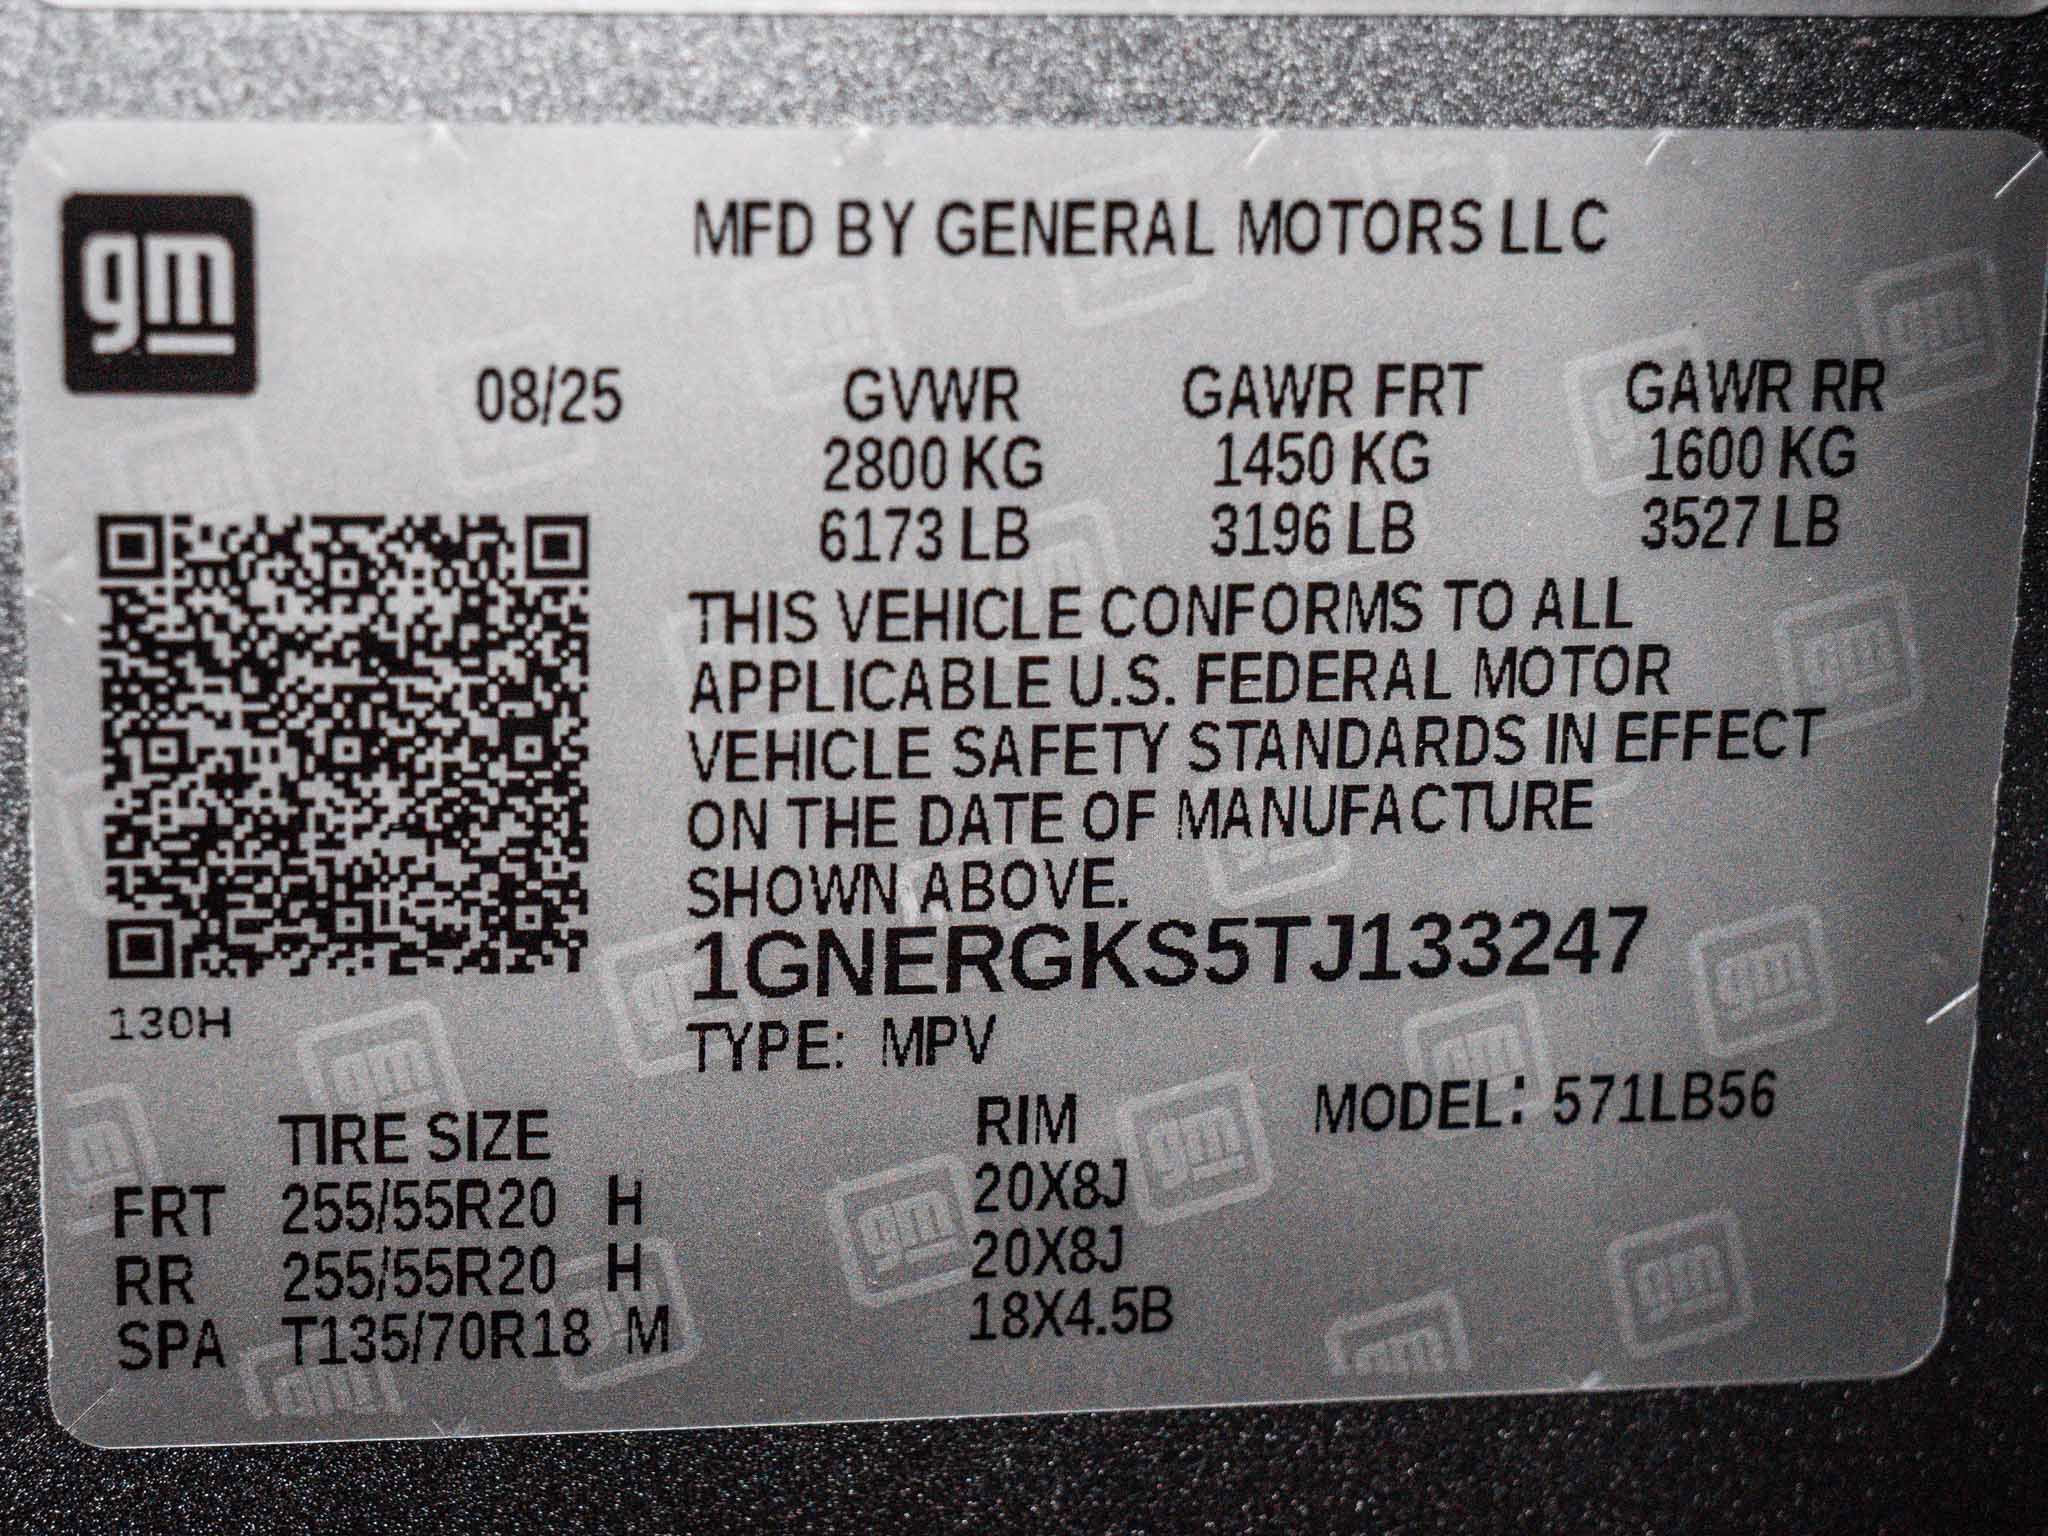 gm
MFD BY GENERAL MOTORS LLC
08/25 GVWR GAWR FRT GAWR RR
2800 KG 1450 KG 1600 KG
6173 LB 3196 LB 3527 LB
THIS VEHICLE CONFORMS TO ALL
APPLICABLE U.S. FEDERAL MOTOR
VEHICLE SAFETY STANDARDS IN EFFECT
ON THE DATE OF MANUFACTURE
SHOWN ABOVE.
1GNERGKS5TJ133247
130H
TYPE: MPV
TIRE SIZE RIM MODEL: 571LB56
FRT 255/55R20 H 20X8J
RR 255/55R20 H 20X8J
SPA T135/70R18 M 18X4.5B